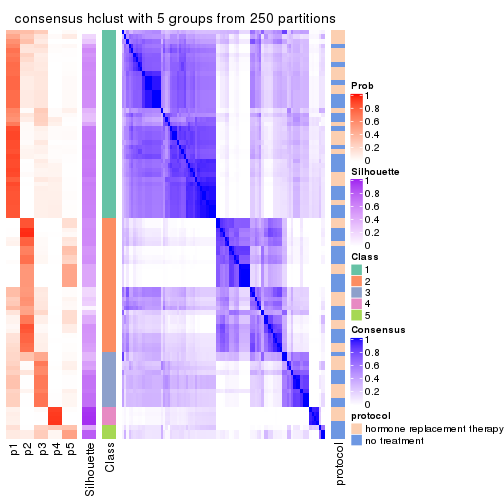 consensus hclust with 5 groups from 250 partitions
Prob
1
0.8
0.6
0.4
0.2
0
Silhouette
1
0.8
0.6
0.4
0.2
0
Class
1
2
3
4
5
Consensus
1
0.8
0.6
0.4
0.2
0
protocol
hormone replacement therapy
no treatment
p1
p2
p3
p4
p5
Silhouette
Class
protocol